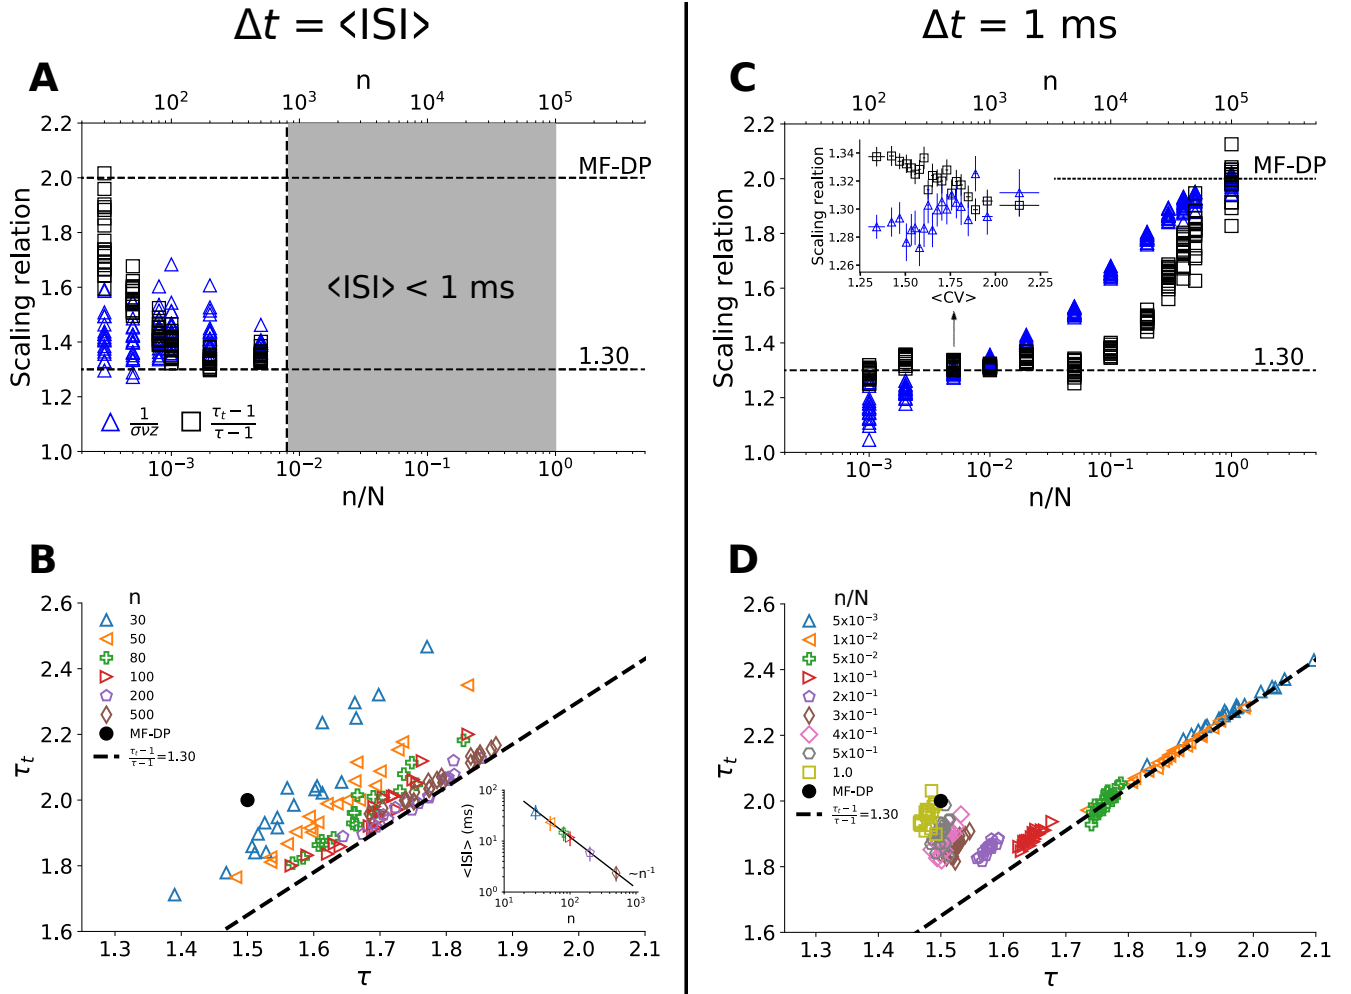 Δt = <ISI>
Δt = 1 ms
A
n
10² 10³ 10⁴ 10⁵
Scaling relation
2.2
2.0
1.8
1.6
1.4
1.2
1.0
MF-DP
<ISI> < 1 ms
1.30
1/σνz
τt − 1/τ − 1
10⁻³ 10⁻² 10⁻¹ 10⁰
n/N
C
n
10² 10³ 10⁴ 10⁵
Scaling relation
2.2
2.0
1.8
1.6
1.4
1.2
1.0
MF-DP
1.30
Scaling realtion
1.34
1.32
1.30
1.28
1.26
1.25 1.50 1.75 2.00 2.25
<CV>
10⁻³ 10⁻² 10⁻¹ 10⁰
n/N
B
τt
2.6
2.4
2.2
2.0
1.8
1.6
n
30
50
80
100
200
500
MF-DP
τt−1/τ−1=1.30
<ISI> (ms)
10²
10¹
10⁰
~n⁻¹
10¹ 10² 10³
n
1.3 1.4 1.5 1.6 1.7 1.8 1.9 2.0 2.1
τ
D
τt
2.6
2.4
2.2
2.0
1.8
1.6
n/N
5x10⁻³
1x10⁻²
5x10⁻²
1x10⁻¹
2x10⁻¹
3x10⁻¹
4x10⁻¹
5x10⁻¹
1.0
MF-DP
τt−1/τ−1=1.30
1.3 1.4 1.5 1.6 1.7 1.8 1.9 2.0 2.1
τ